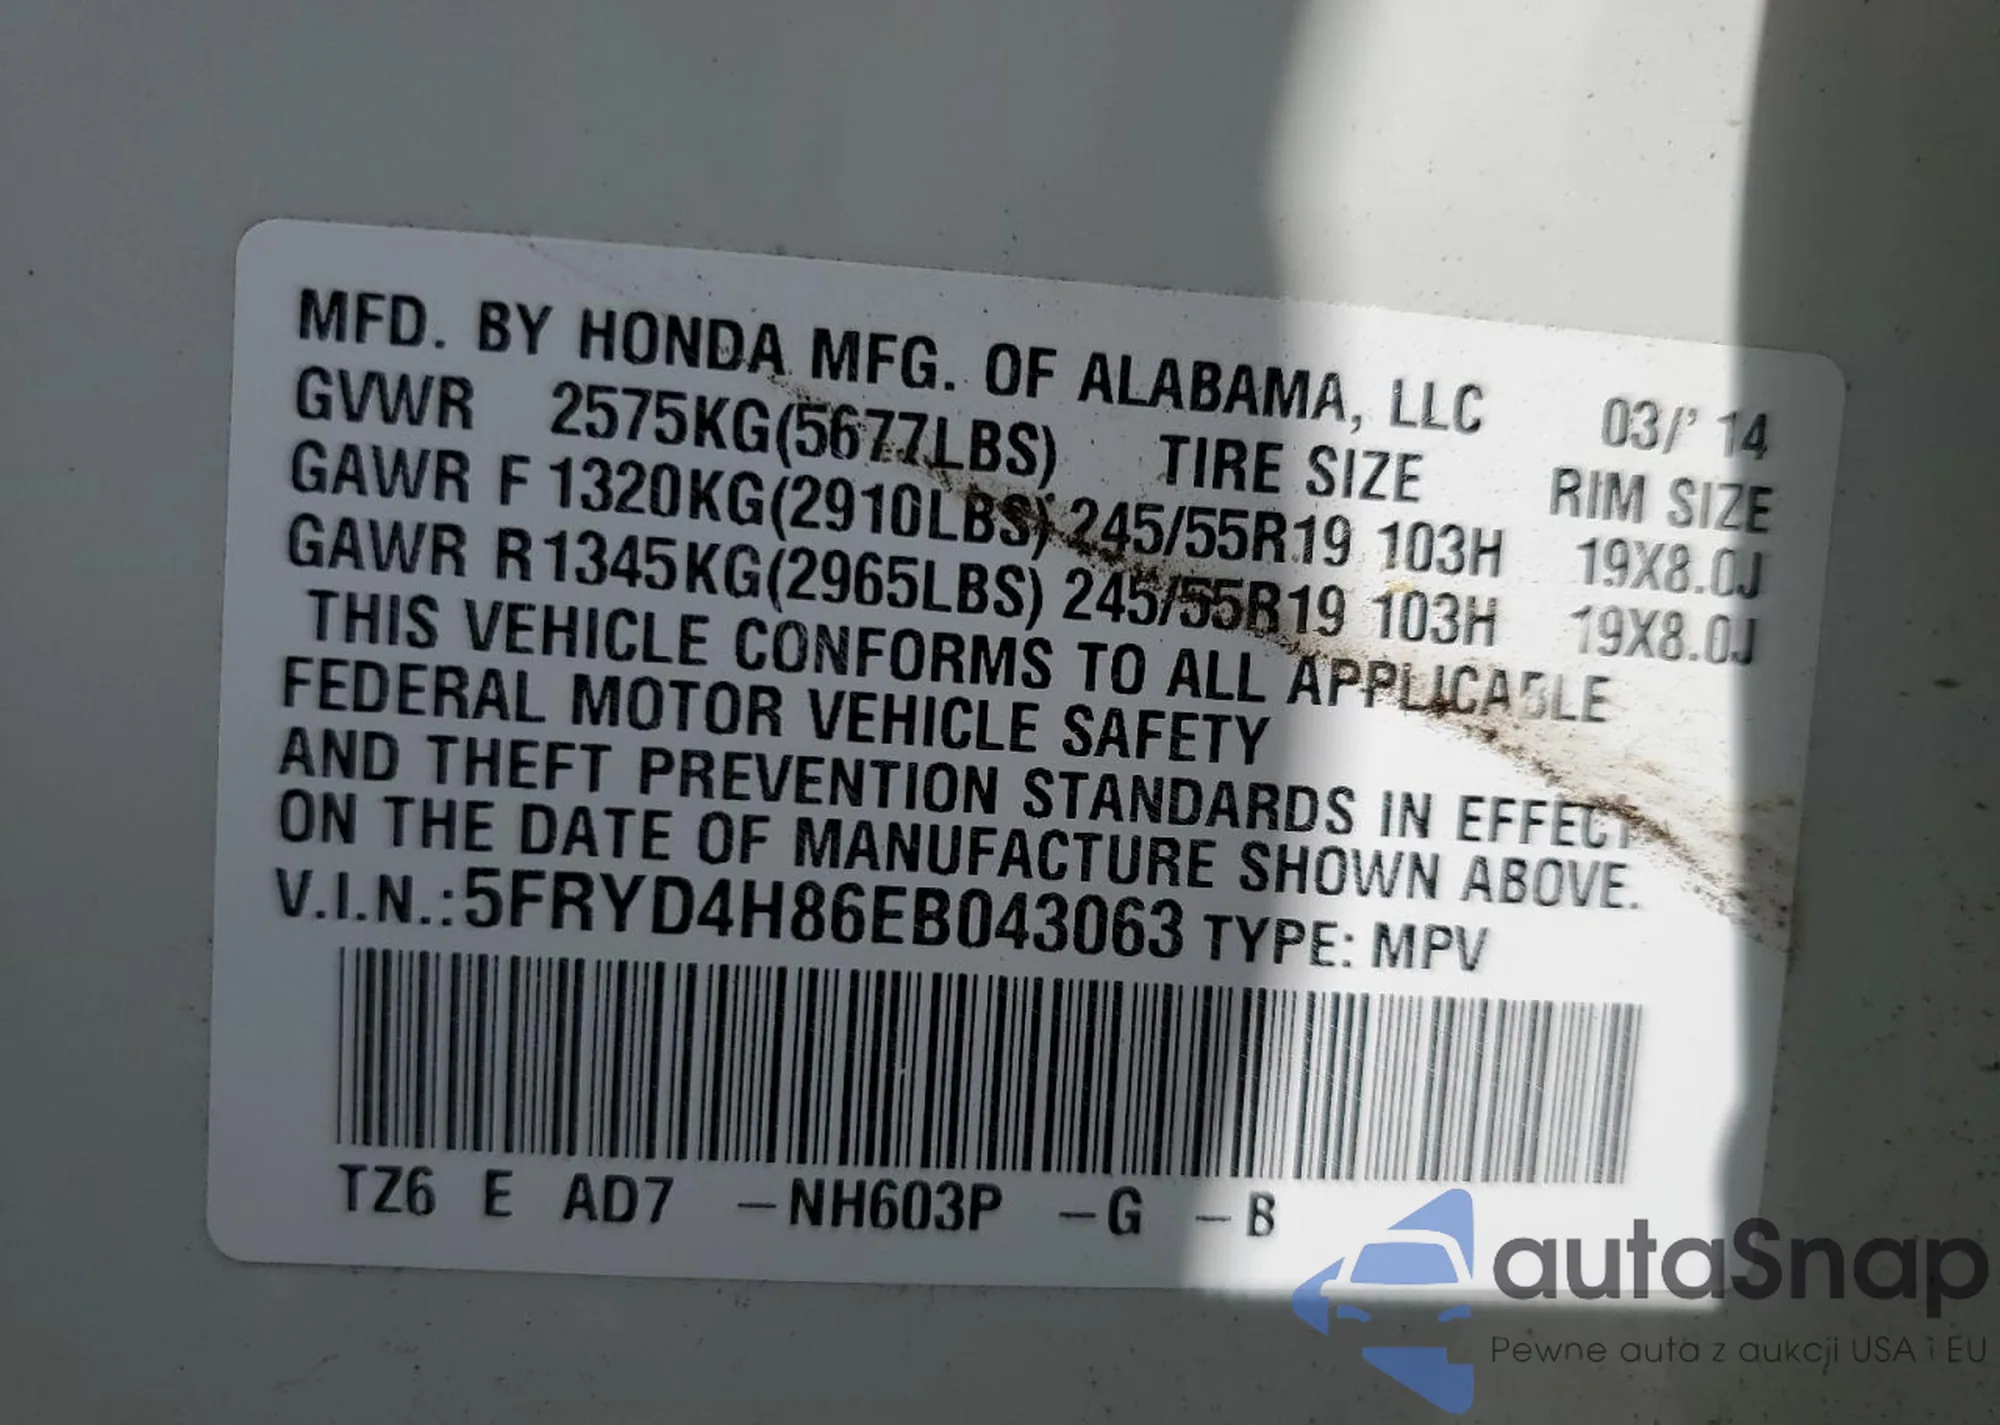 MFD. BY HONDA MFG. OF ALABAMA, LLC 03/' 14
GVWR 2575KG(5677LBS) TIRE SIZE RIM SIZE
GAWR F 1320KG(2910LBS) 245/55R19 103H 19X8.0J
GAWR R 1345KG(2965LBS) 245/55R19 103H 19X8.0J
THIS VEHICLE CONFORMS TO ALL APPLICABLE
FEDERAL MOTOR VEHICLE SAFETY
AND THEFT PREVENTION STANDARDS IN EFFECT
ON THE DATE OF MANUFACTURE SHOWN ABOVE.
V.I.N.:5FRYD4H86EB043063 TYPE: MPV
TZ6 E AD7 –NH603P –G –B
autaSnap
Pewne auta z aukcji USA i EU